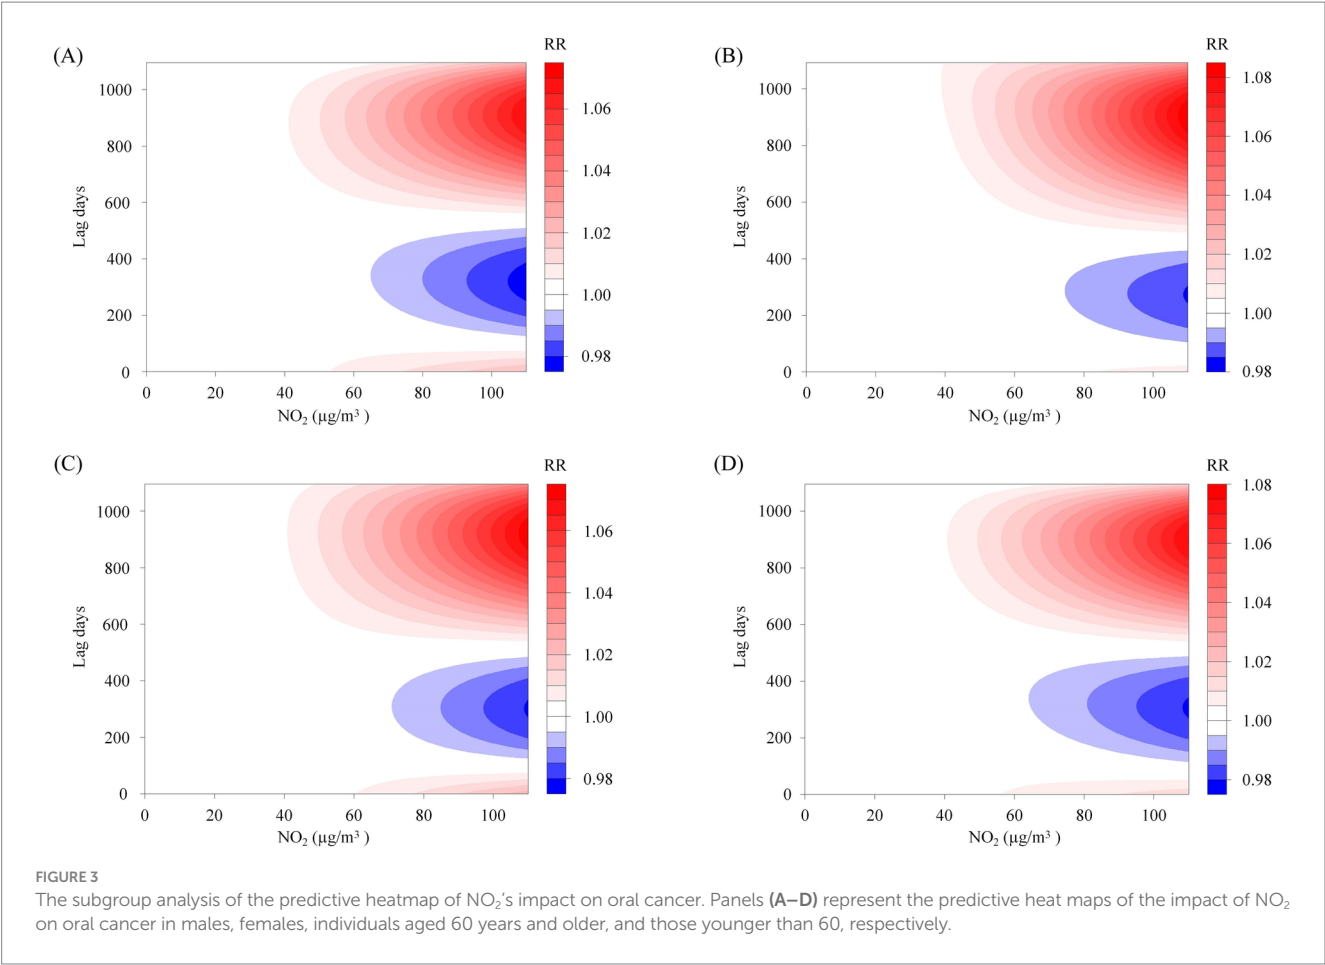 (A)
RR
1000
800
600
400
200
0
Lag days
0 20 40 60 80 100
NO₂ (µg/m³ )
1.06
1.04
1.02
1.00
0.98
(B)
RR
1000
800
600
400
200
0
Lag days
0 20 40 60 80 100
NO₂ (µg/m³ )
1.08
1.06
1.04
1.02
1.00
0.98
(C)
RR
1000
800
600
400
200
0
Lag days
0 20 40 60 80 100
NO₂ (µg/m³ )
1.06
1.04
1.02
1.00
0.98
(D)
RR
1000
800
600
400
200
0
Lag days
0 20 40 60 80 100
NO₂ (µg/m³ )
1.08
1.06
1.04
1.02
1.00
0.98
FIGURE 3
The subgroup analysis of the predictive heatmap of NO₂'s impact on oral cancer. Panels (A–D) represent the predictive heat maps of the impact of NO₂
on oral cancer in males, females, individuals aged 60 years and older, and those younger than 60, respectively.